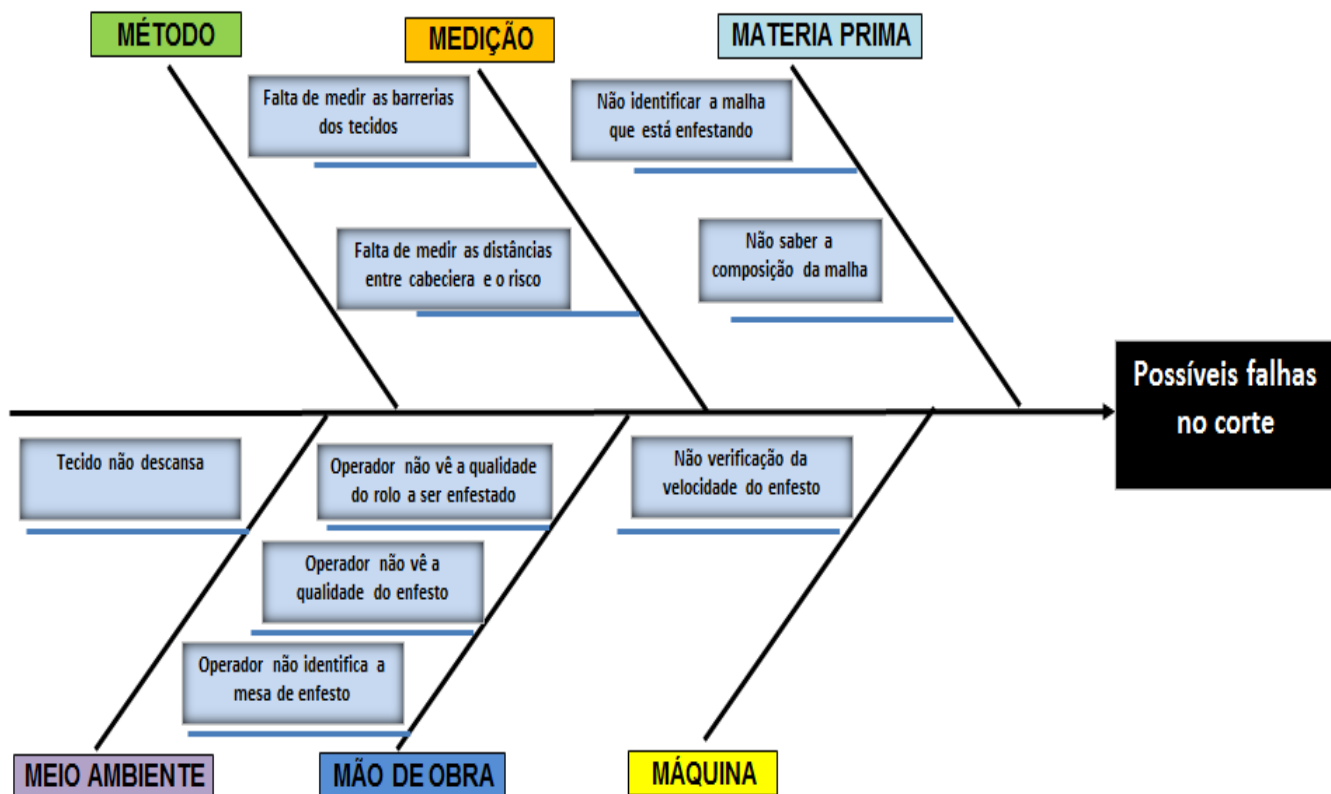 MÉTODO
MEDIÇÃO
MATERIA PRIMA
Falta de medir as barrerias
dos tecidos
Não identificar a malha
que está enfestando
Falta de medir as distâncias
entre cabeciera e o risco
Não saber a
composição da malha
Possíveis falhas
no corte
Tecido não descansa
Operador não vê a qualidade
do rolo a ser enfestado
Não verificação da
velocidade do enfesto
Operador não vê a
qualidade do enfesto
Operador não identifica a
mesa de enfesto
MEIO AMBIENTE
MÃO DE OBRA
MÁQUINA